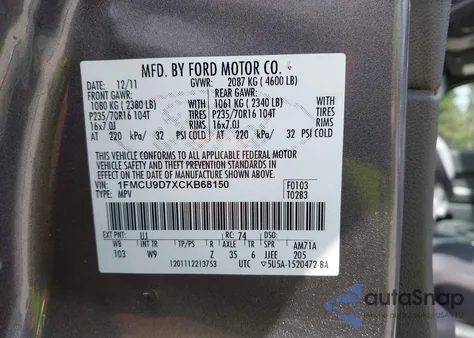 MFD. BY FORD MOTOR CO.
DATE: 12/11 GVWR: 2087 KG ( 4600 LB)
FRONT GAWR: REAR GAWR:
1080 KG ( 2380 LB) 1061 KG ( 2340 LB)
P235/70R16 104T TIRES P235/70R16 104T
16x7.0J RIMS 16x7.0J RIMS
AT 220 kPa/ 32 PSI COLD AT 220 kPa/ 32 PSI COLD
THIS VEHICLE CONFORMS TO ALL APPLICABLE FEDERAL MOTOR
VEHICLE SAFETY AND THEFT PREVENTION STANDARDS IN
EFFECT ON THE DATE OF MANUFACTURE SHOWN ABOVE.
VIN: 1FMCU9D7XCKB68150 F0103
TYPE: MPV T0283
EXT PNT: UJ RC: 74 DSO:
WB INT TR TP/PS R AXLE TR SPR AM71A
103 W9 Z 35 6 JJEE 205
1201112213753 UTC 5U5A-1520472-BA
autoSnap